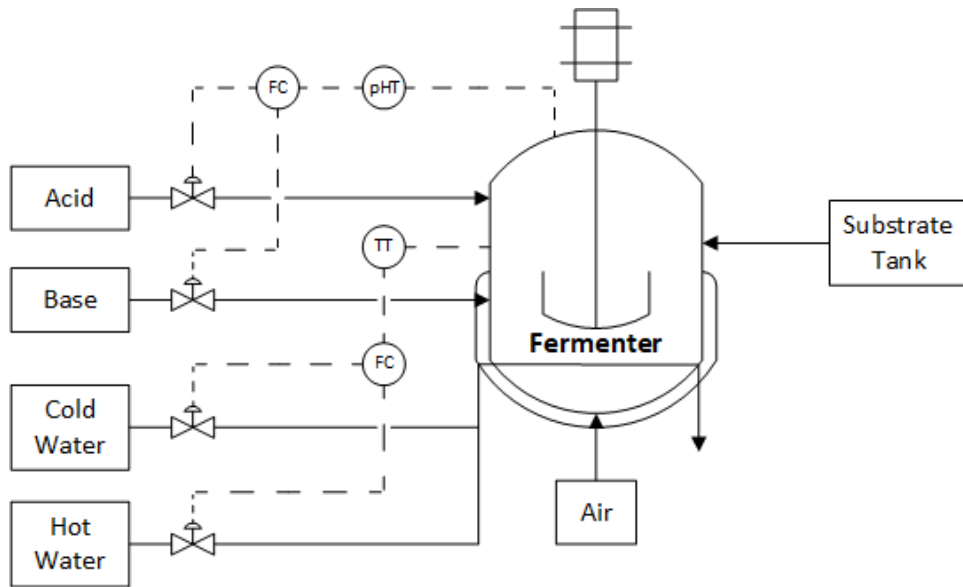 FC
pHT
Acid
TT
Substrate
Tank
Base
Fermenter
FC
Cold
Water
Air
Hot
Water